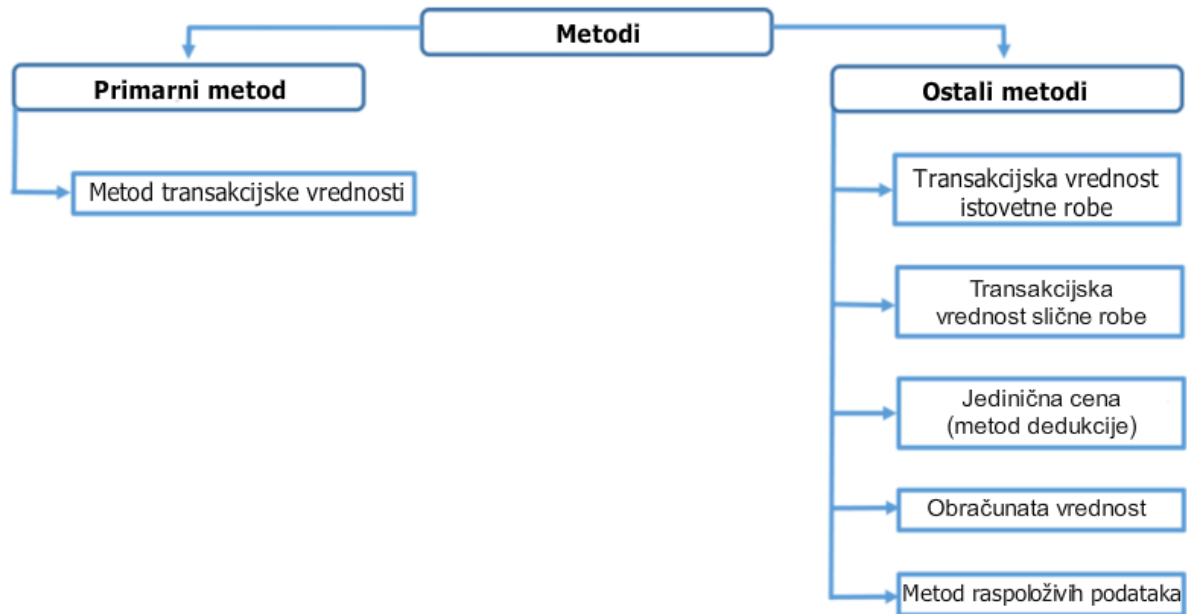 Metodi
Primarni metod
Metod transakcijske vrednosti
Ostali metodi
Transakcijska vrednost
istovetne robe
Transakcijska
vrednost slične robe
Jedinična cena
(metod dedukcije)
Obračunata vrednost
Metod raspoloživih podataka